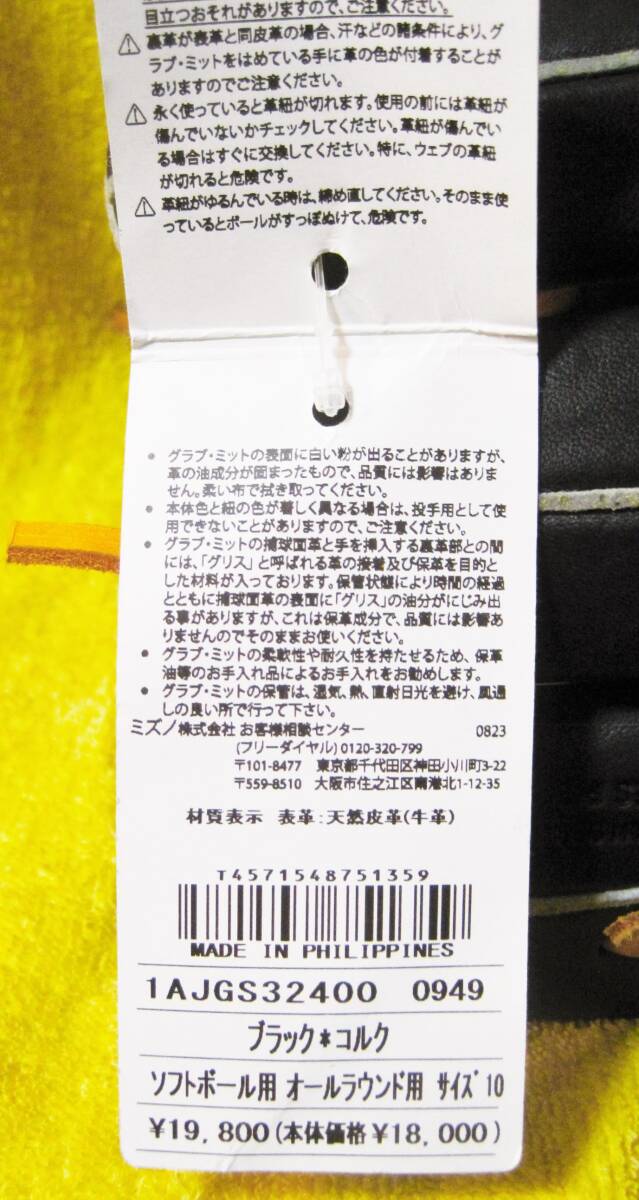 目立つおそれがありますので、ご注意ください。
⚠ 裏革が表革と同皮革の場合、汗などの諸条件により、グ
ラブ・ミットをはめている手に革の色が付着することが
ありますのでご注意ください。
⚠ 永く使っていると革紐が切れます。使用の前には革紐が
傷んでいないかチェックしてください。革紐が傷んでい
る場合はすぐに交換してください。特に、ウェブの革紐
が切れると危険です。
⚠ 革紐がゆるんでいる時は、締め直してください。そのまま使
っているとボールがすっぽぬけて、危険です。
• グラブ・ミットの表面に白い粉が出ることがありますが、
革の油成分が固まったもので、品質には影響はありま
せん。柔い布で拭き取ってください。
• 本体色と紐の色が著しく異なる場合は、投手用として使
用できないことがありますので、ご注意ください。
• グラブ・ミットの捕球面革と手を挿入する裏革部との間
には、「グリス」と呼ばれる革の接着及び保革を目的と
した材料が入っております。保管状態により時間の経過
とともに捕球面革の表面に「グリス」の油分がにじみ出
る事がありますが、これは保革成分で、品質には影響あ
りませんのでそのままお使いください。
• グラブ・ミットの柔軟性や耐久性を持たせるため、保革
油等のお手入れ品によるお手入れをお勧めします。
• グラブ・ミットの保管は、湿気、熱、直射日光を避け、風通
しの良い所で行って下さい。
ミズノ株式会社 お客様相談センター 0823
(フリーダイヤル) 0120-320-799
〒101-8477 東京都千代田区神田小川町3-22
〒559-8510 大阪市住之江区南港北1-12-35
材質表示 表革:天然皮革(牛革)
T4571548751359
MADE IN PHILIPPINES
1AJGS32400 0949
ブラック*コルク
ソフトボール用 オールラウンド用 サイズ10
¥19,800(本体価格¥18,000)